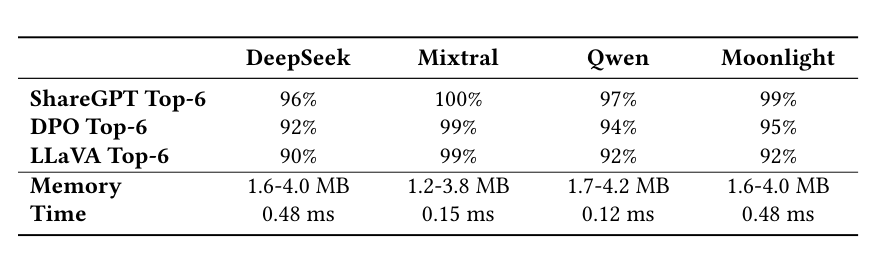 DeepSeek Mixtral Qwen Moonlight
ShareGPT Top-6 96% 100% 97% 99%
DPO Top-6 92% 99% 94% 95%
LLaVA Top-6 90% 99% 92% 92%
Memory 1.6-4.0 MB 1.2-3.8 MB 1.7-4.2 MB 1.6-4.0 MB
Time 0.48 ms 0.15 ms 0.12 ms 0.48 ms